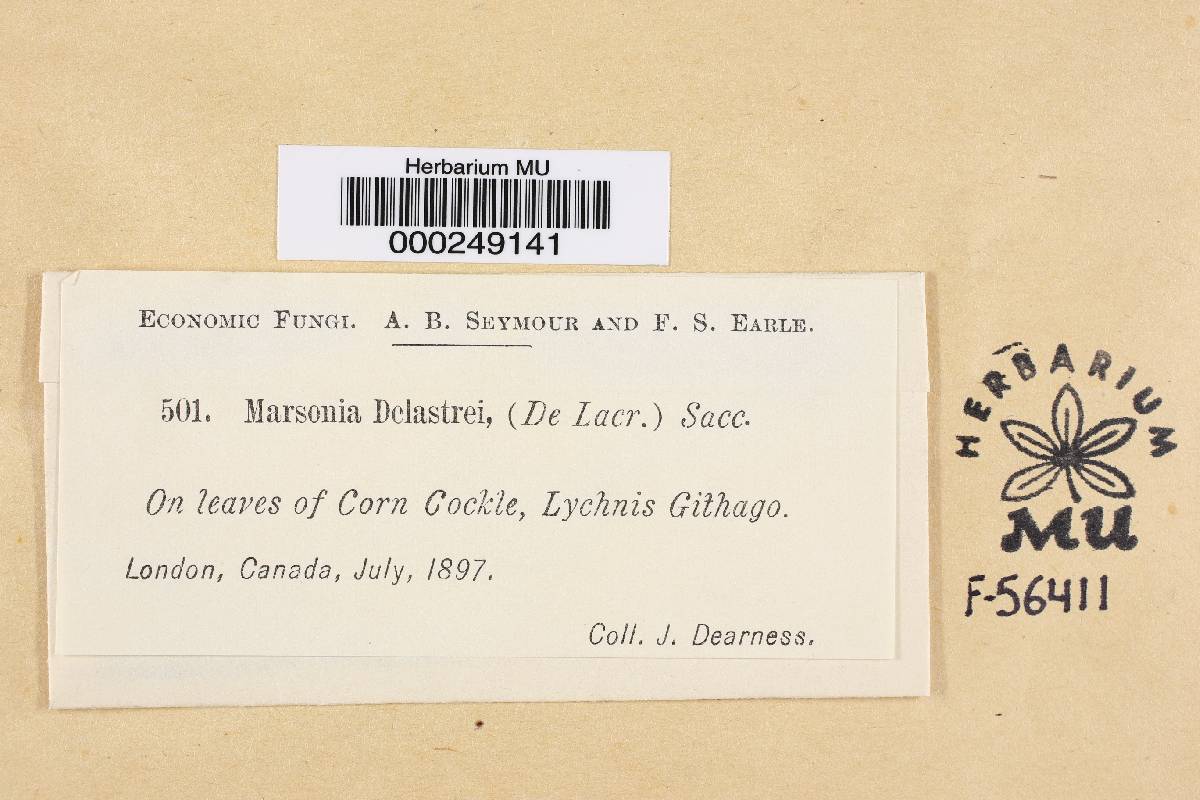 Herbarium MU
000249141
Economic Fungi. A. B. Seymour and F. S. Earle.
501. Marsonia Delastrei, (De Lacr.) Sacc.
On leaves of Corn Cockle, Lychnis Githago.
London, Canada, July, 1897.
Coll. J. Dearness.
HERBARIUM
MU
F-56411